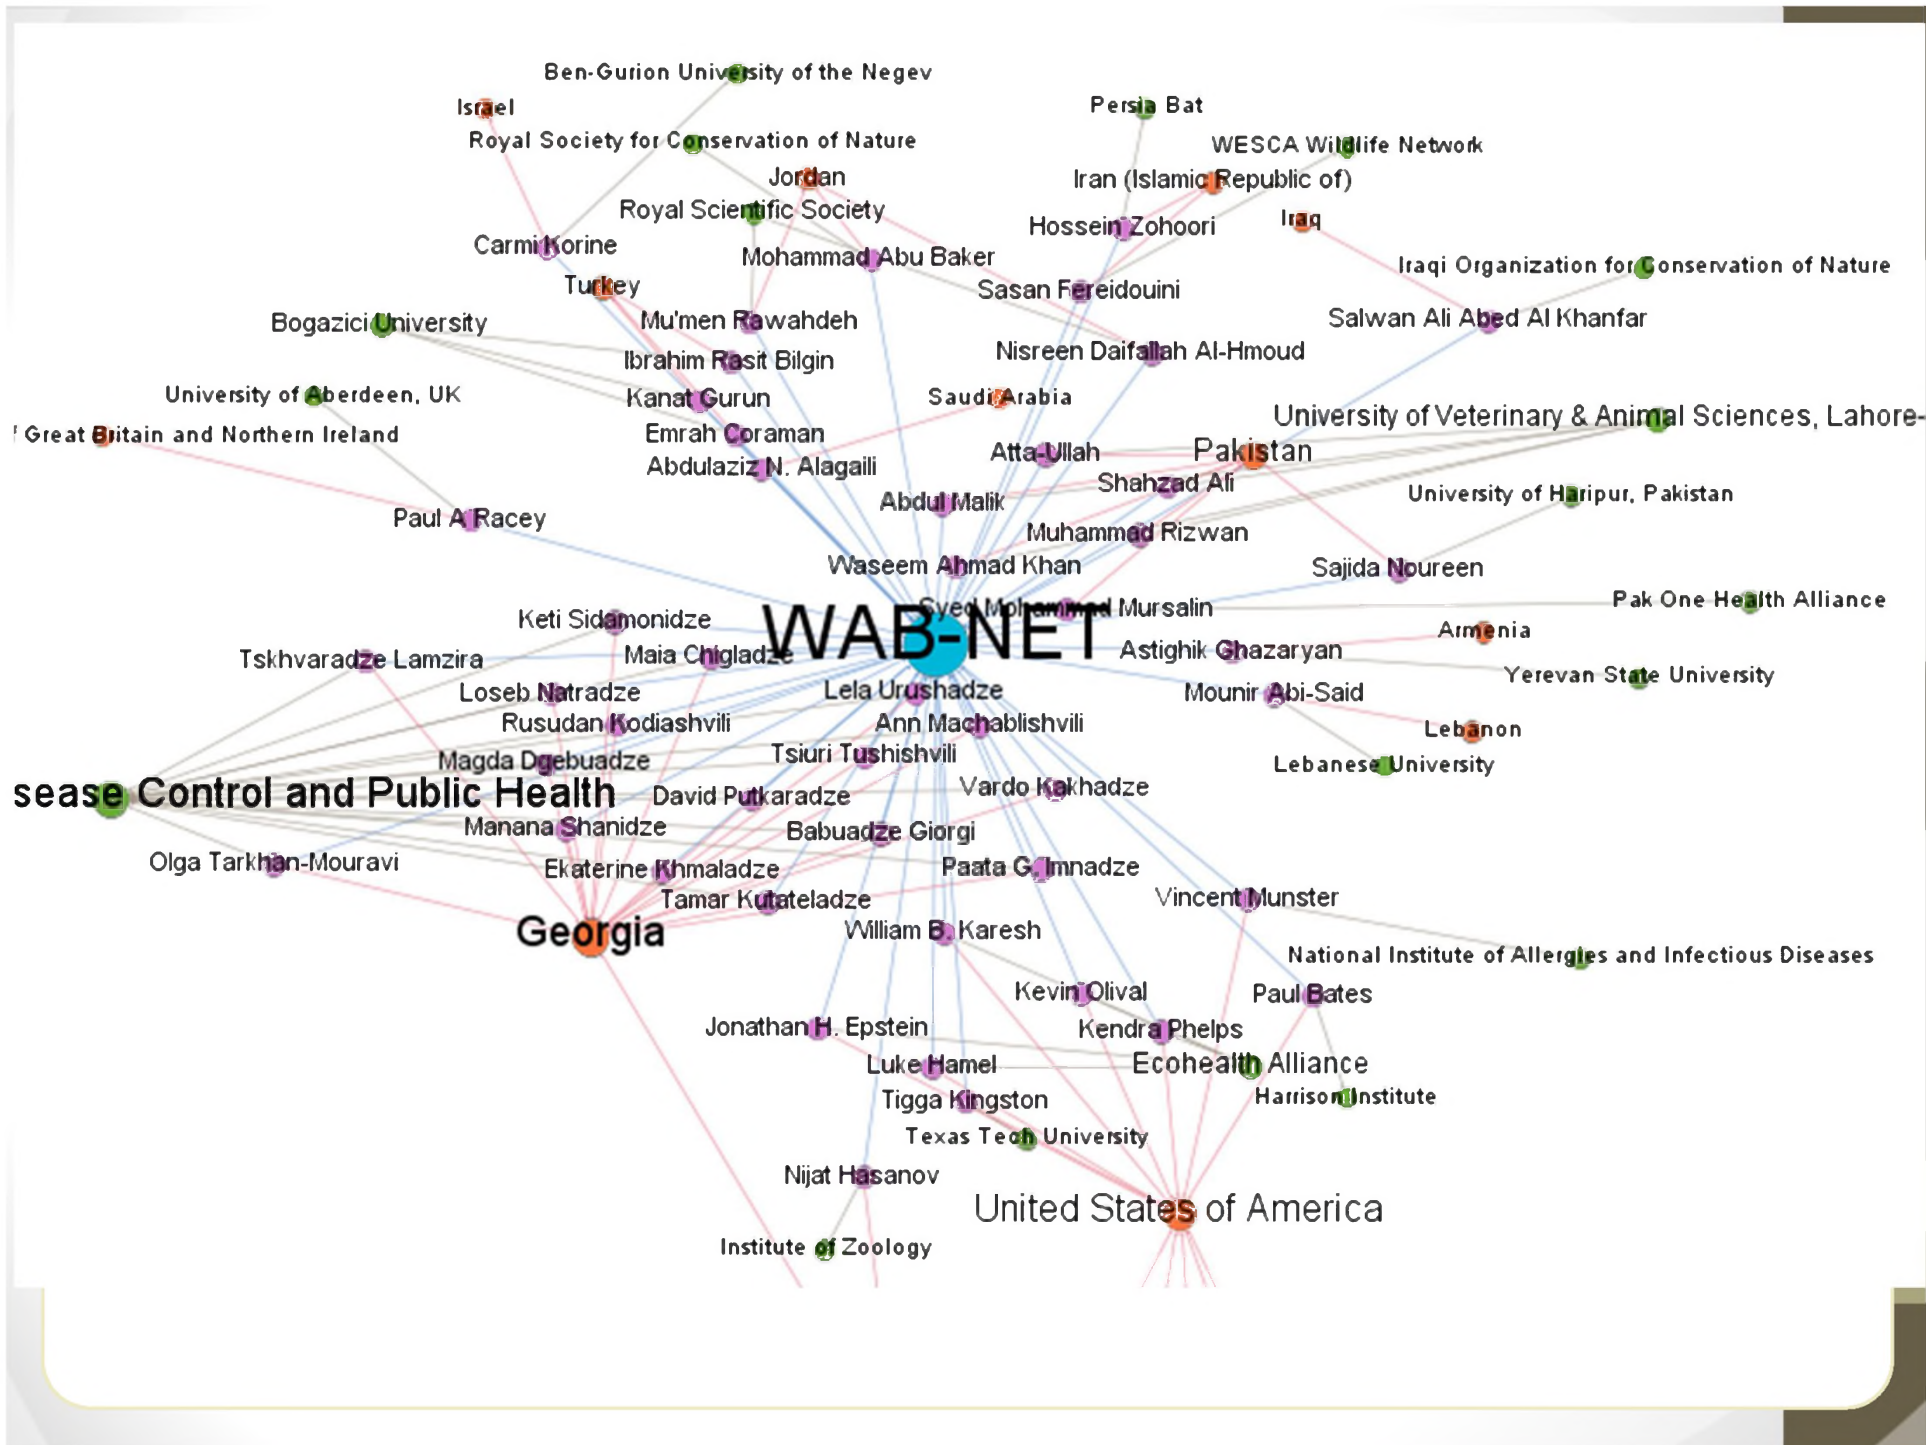 Ben-Gurion University of the Negev
Israel
Persia Bat
Royal Society for Conservation of Nature
WESCA Wildlife Network
Jordan
Iran (Islamic Republic of)
Royal Scientific Society
Iraq
Hossein Zohoori
Carmi Korine
Mohammad Abu Baker
Iraqi Organization for Conservation of Nature
Turkey
Sasan Fereidouini
Bogazici University
Mu'men Rawahdeh
Salwan Ali Abed Al Khanfar
Ibrahim Rasit Bilgin
Nisreen Daifallah Al-Hmoud
University of Aberdeen, UK
Kanat Gurun
Saudi Arabia
University of Veterinary & Animal Sciences, Lahore-
Great Britain and Northern Ireland
Emrah Coraman
Atta-Ullah
Pakistan
Abdulaziz N. Alagaili
Shahzad Ali
University of Haripur, Pakistan
Abdul Malik
Paul A Racey
Muhammad Rizwan
Waseem Ahmad Khan
Sajida Noureen
Syed Mohammad Mursalin
Pak One Health Alliance
Keti Sidamonidze
WAB-NET
Armenia
Tskhvaradze Lamzira
Maia Chigladze
Astighik Ghazaryan
Yerevan State University
Loseb Natradze
Lela Urushadze
Mounir Abi-Said
Rusudan Kodiashvili
Ann Machablishvili
Lebanon
Magda Dgebuadze
Tsiuri Tushishvili
Lebanese University
sease Control and Public Health
David Putkaradze
Vardo Kakhadze
Manana Shanidze
Babuadze Giorgi
Olga Tarkhan-Mouravi
Ekaterine Khmaladze
Paata G. Imnadze
Tamar Kutateladze
Vincent Munster
Georgia
William B. Karesh
National Institute of Allergies and Infectious Diseases
Kevin Olival
Paul Bates
Jonathan H. Epstein
Kendra Phelps
Luke Hamel
Ecohealth Alliance
Tigga Kingston
Harrison Institute
Texas Tech University
Nijat Hasanov
United States of America
Institute of Zoology